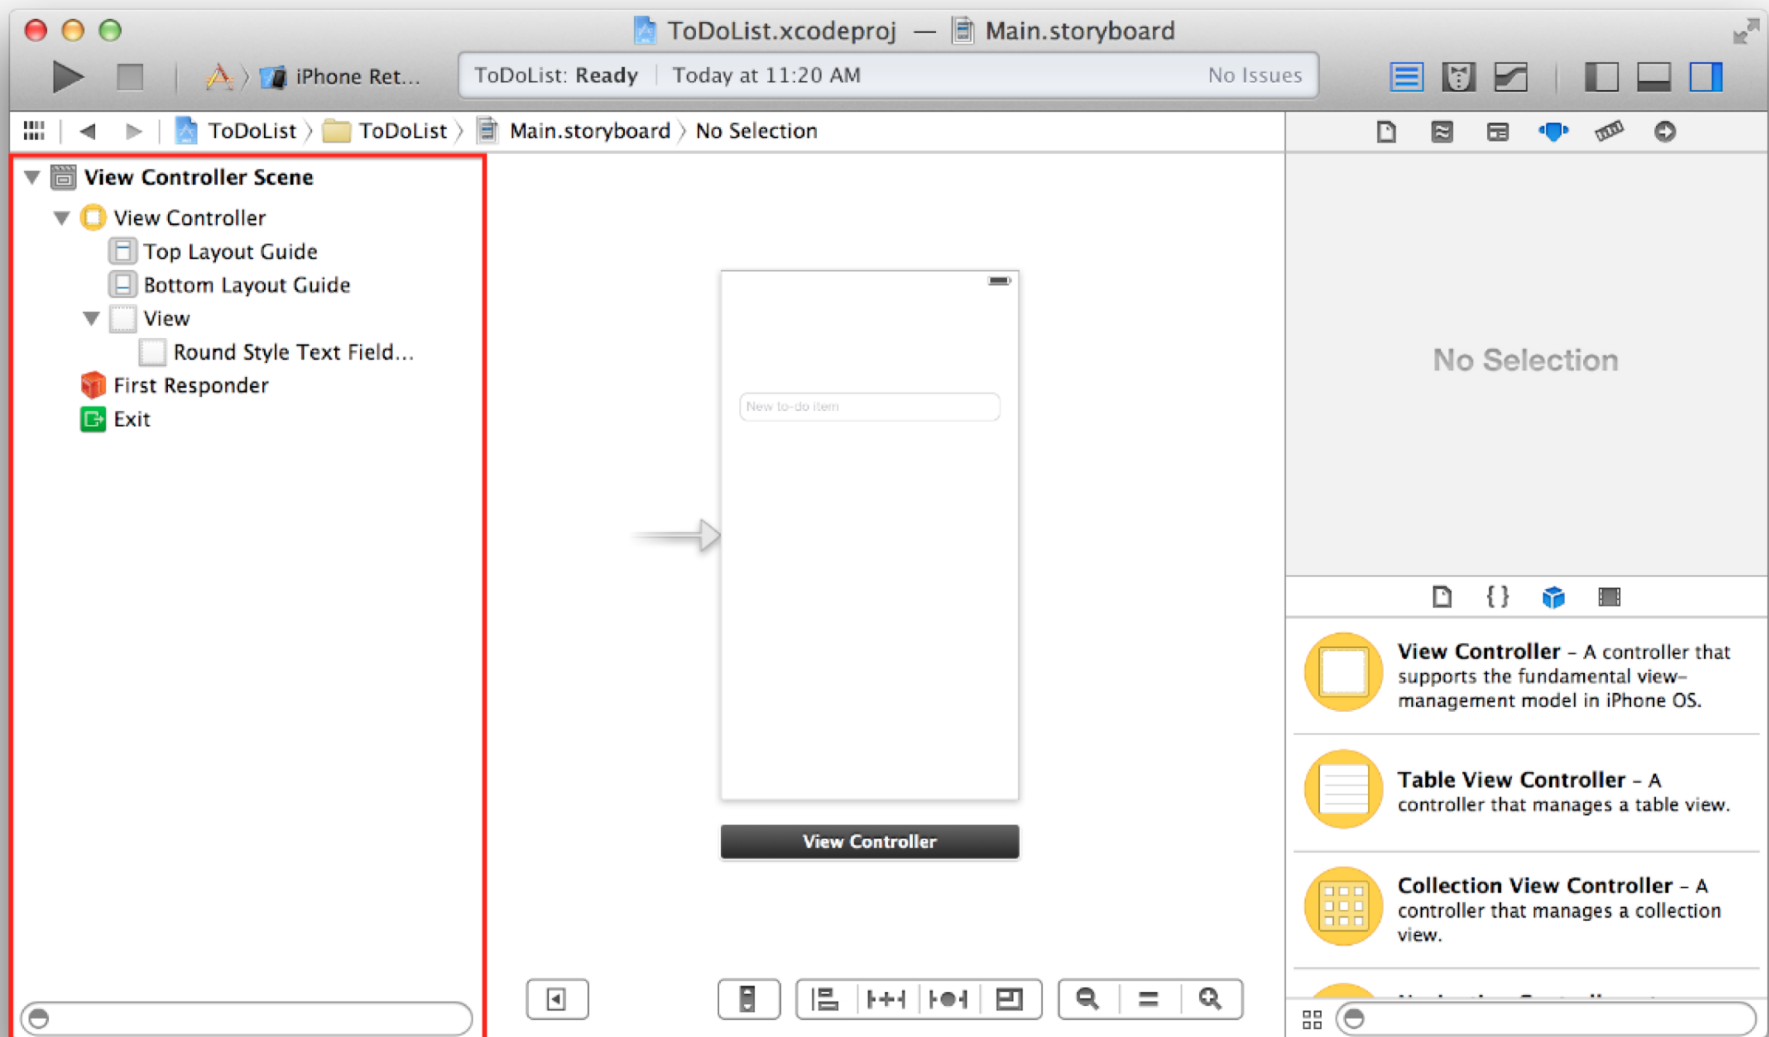 ToDoList.xcodeproj — Main.storyboard
iPhone Ret...
ToDoList: Ready
Today at 11:20 AM
No Issues
ToDoList
ToDoList
Main.storyboard
No Selection
View Controller Scene
View Controller
Top Layout Guide
Bottom Layout Guide
View
Round Style Text Field...
First Responder
Exit
New to-do item
View Controller
No Selection
{ }
View Controller – A controller that
supports the fundamental view-
management model in iPhone OS.
Table View Controller – A
controller that manages a table view.
Collection View Controller – A
controller that manages a collection
view.